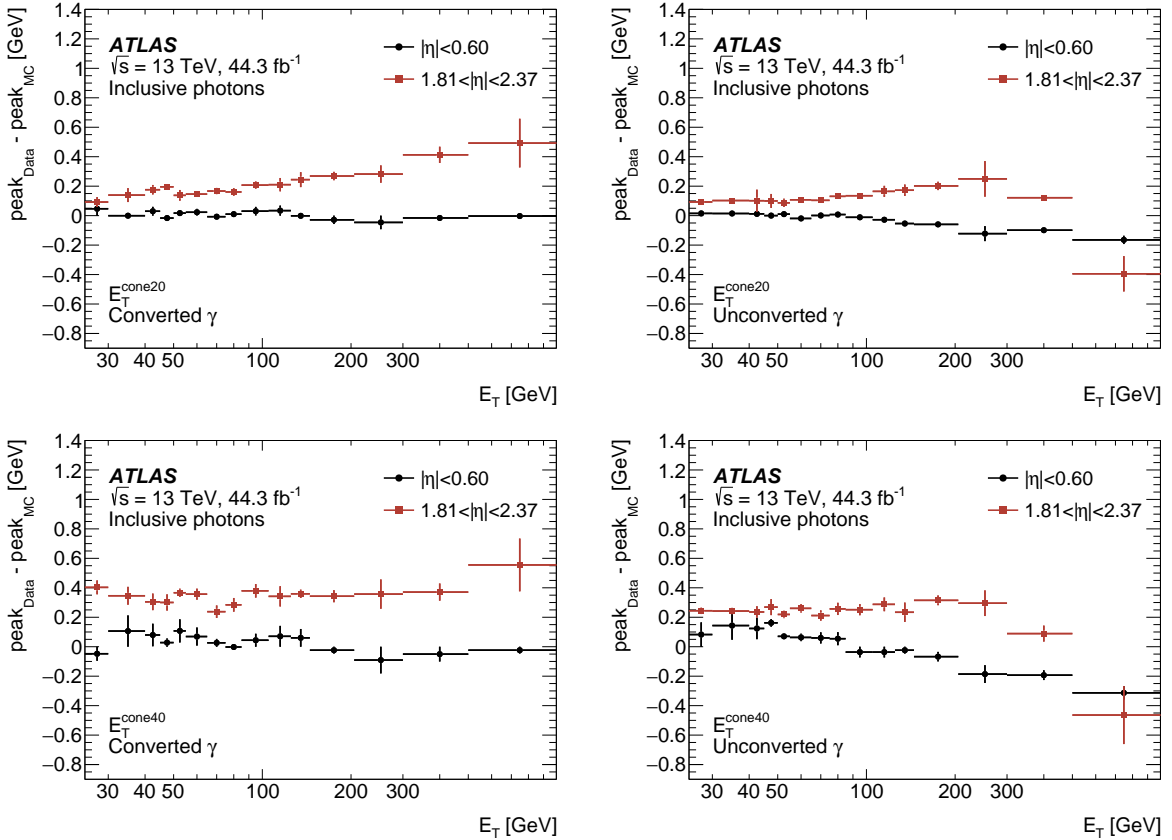 peak_Data - peak_MC [GeV]
1.4
1.2
1
0.8
0.6
0.4
0.2
0
−0.2
−0.4
−0.6
−0.8
ATLAS
√s = 13 TeV, 44.3 fb⁻¹
Inclusive photons
|η|<0.60
1.81<|η|<2.37
E_T^cone20
Converted γ
30 40 50 100 200 300
E_T [GeV]
peak_Data - peak_MC [GeV]
1.4
1.2
1
0.8
0.6
0.4
0.2
0
−0.2
−0.4
−0.6
−0.8
ATLAS
√s = 13 TeV, 44.3 fb⁻¹
Inclusive photons
|η|<0.60
1.81<|η|<2.37
E_T^cone20
Unconverted γ
30 40 50 100 200 300
E_T [GeV]
peak_Data - peak_MC [GeV]
1.4
1.2
1
0.8
0.6
0.4
0.2
0
−0.2
−0.4
−0.6
−0.8
ATLAS
√s = 13 TeV, 44.3 fb⁻¹
Inclusive photons
|η|<0.60
1.81<|η|<2.37
E_T^cone40
Converted γ
30 40 50 100 200 300
E_T [GeV]
peak_Data - peak_MC [GeV]
1.4
1.2
1
0.8
0.6
0.4
0.2
0
−0.2
−0.4
−0.6
−0.8
ATLAS
√s = 13 TeV, 44.3 fb⁻¹
Inclusive photons
|η|<0.60
1.81<|η|<2.37
E_T^cone40
Unconverted γ
30 40 50 100 200 300
E_T [GeV]